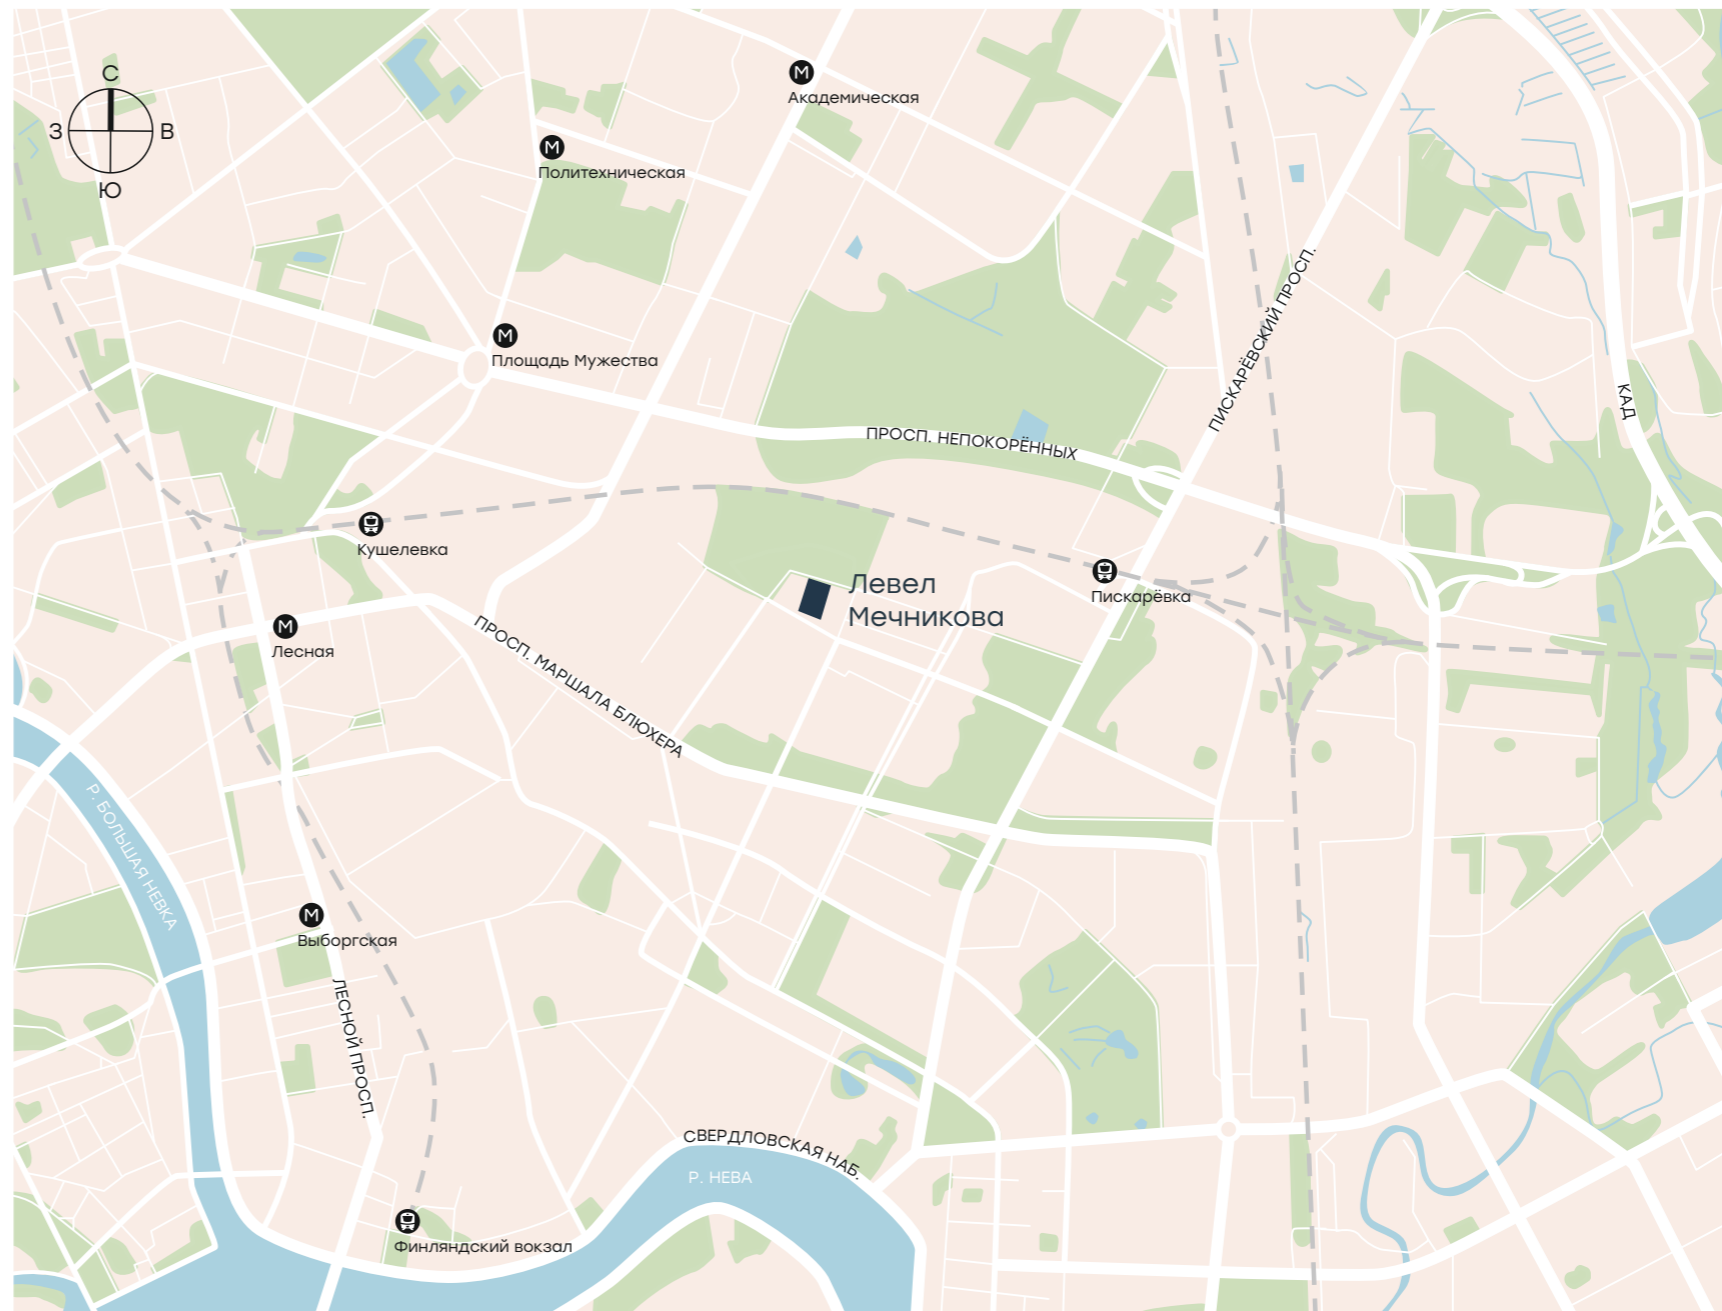 С
З
В
Ю
М
Академическая
М
Политехническая
М
Площадь Мужества
ПИСКАРЁВСКИЙ ПРОСП.
КАД
ПРОСП. НЕПОКОРЁННЫХ
Кушелевка
Левел
Мечникова
Пискарёвка
М
Лесная
ПРОСП. МАРШАЛА БЛЮХЕРА
Р. БОЛЬШАЯ НЕВКА
М
Выборгская
ЛЕСНОЙ ПРОСП.
СВЕРДЛОВСКАЯ НАБ.
Р. НЕВА
Финляндский вокзал